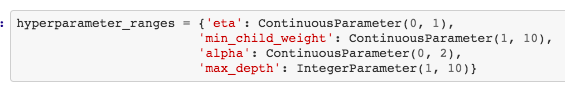 : hyperparameter_ranges = {'eta': ContinuousParameter(0, 1),
'min_child_weight': ContinuousParameter(1, 10),
'alpha': ContinuousParameter(0, 2),
'max_depth': IntegerParameter(1, 10)}